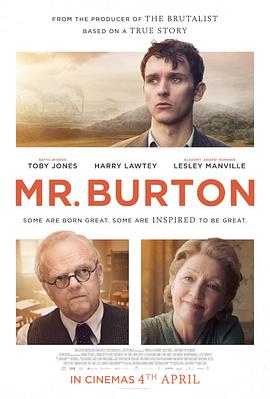 FROM THE PRODUCER OF THE BRUTALIST
BASED ON A TRUE STORY
BAFTA WINNER
TOBY JONES
HARRY LAWTEY
ACADEMY AWARD® NOMINEE
LESLEY MANVILLE
MR. BURTON
SOME ARE BORN GREAT. SOME ARE INSPIRED TO BE GREAT.
IN CINEMAS 4TH APRIL